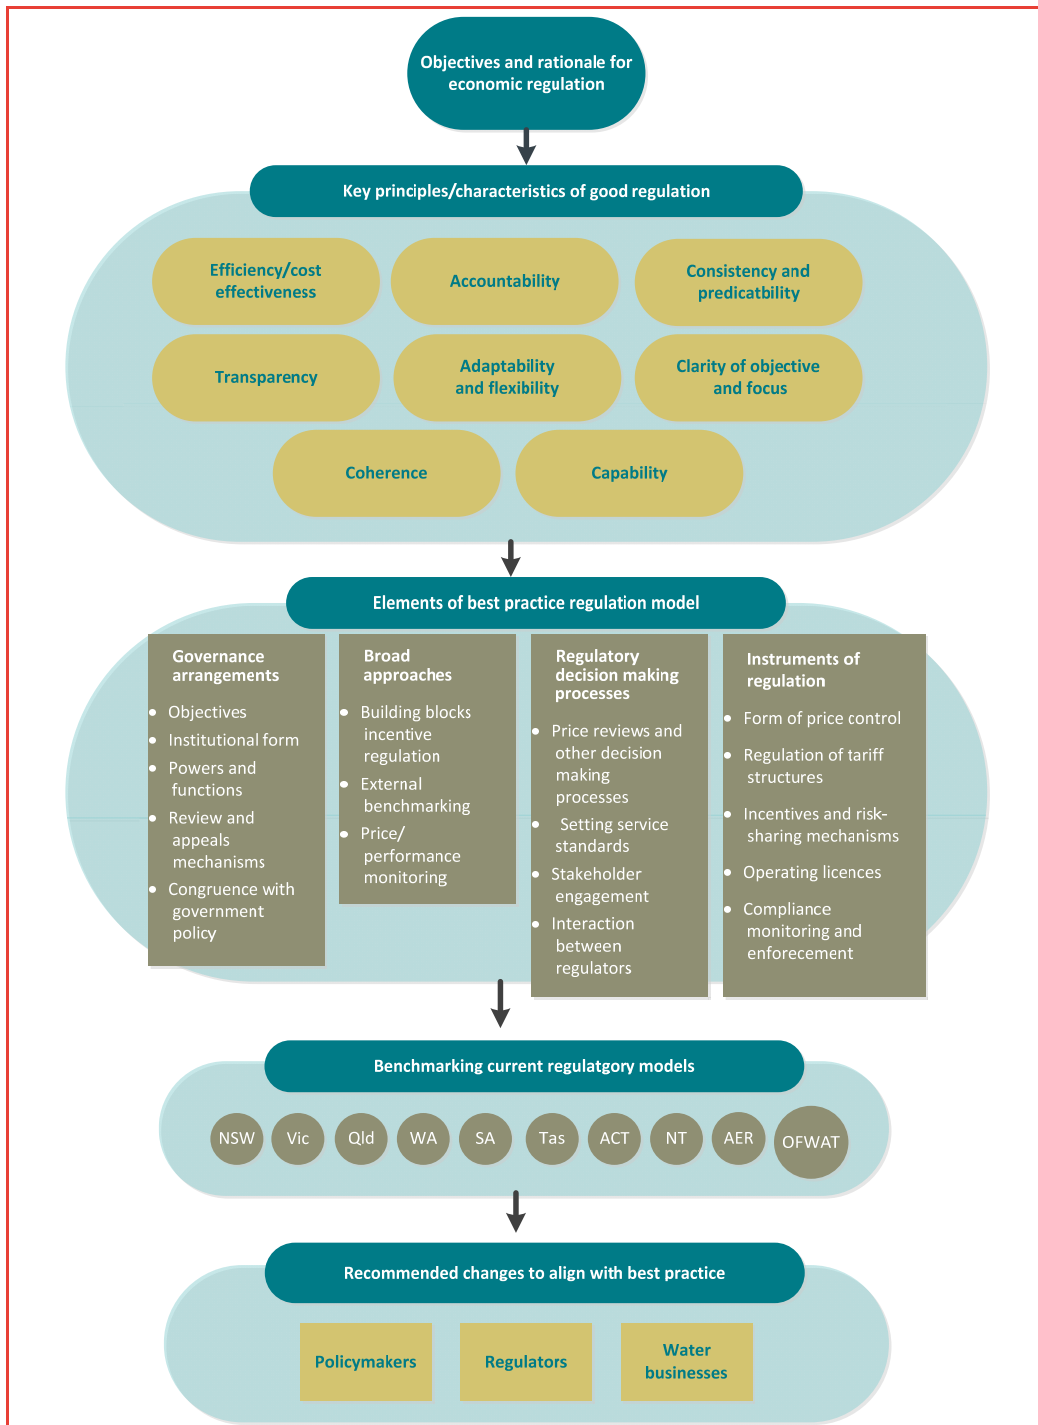 Objectives and rationale for
economic regulation
Key principles/characteristics of good regulation
Efficiency/cost
effectiveness
Accountability
Consistency and
predicatbility
Transparency
Adaptability
and flexibility
Clarity of objective
and focus
Coherence
Capability
Elements of best practice regulation model
Governance
arrangements
• Objectives
• Institutional form
• Powers and
functions
• Review and
appeals
mechanisms
• Congruence with
government
policy
Broad
approaches
• Building blocks
incentive
regulation
• External
benchmarking
• Price/
performance
monitoring
Regulatory
decision making
processes
• Price reviews and
other decision
making
processes
• Setting service
standards
• Stakeholder
engagement
• Interaction
between
regulators
Instruments of
regulation
• Form of price control
• Regulation of tariff
structures
• Incentives and risk-
sharing mechanisms
• Operating licences
• Compliance
monitoring and
enforecement
Benchmarking current regulatgory models
NSW
Vic
Qld
WA
SA
Tas
ACT
NT
AER
OFWAT
Recommended changes to align with best practice
Policymakers
Regulators
Water
businesses